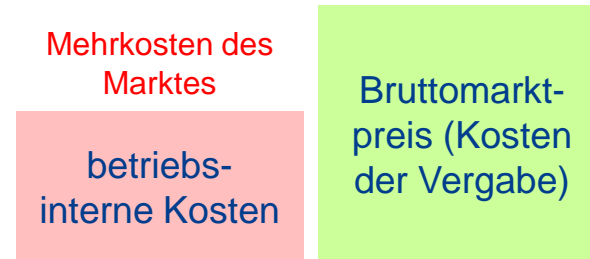 Mehrkosten des
Marktes
betriebs-
interne Kosten
Bruttomarkt-
preis (Kosten
der Vergabe)